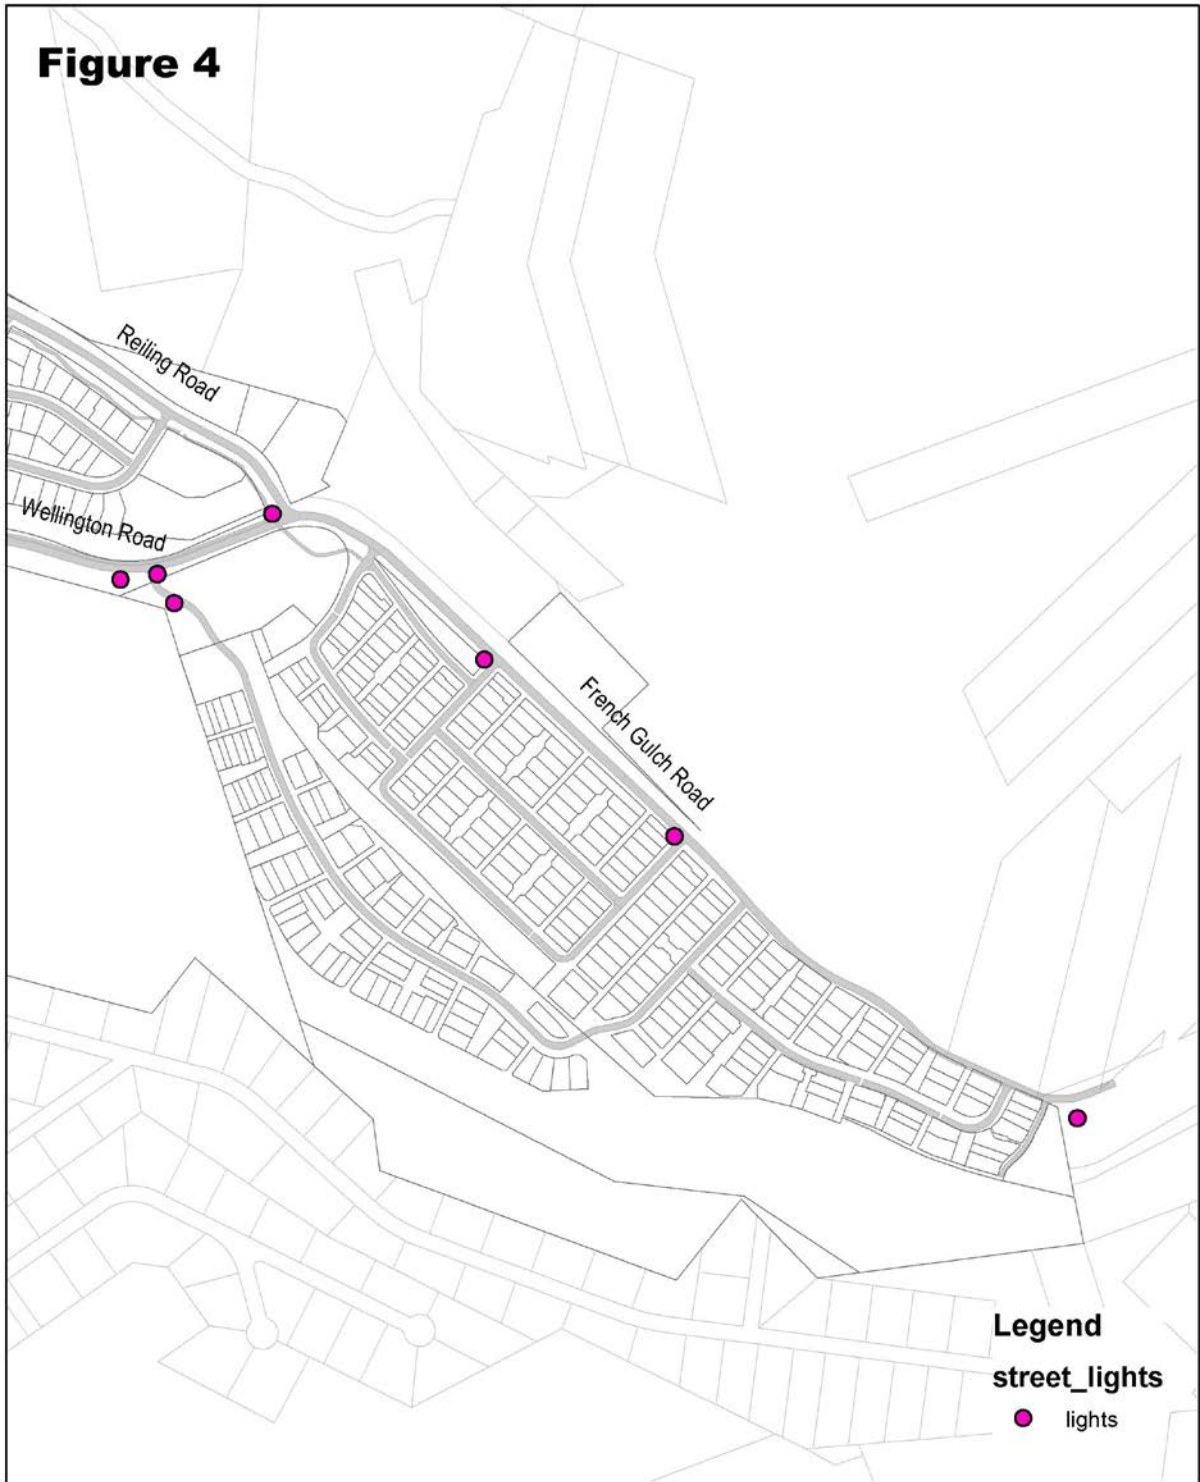 Figure 4
Reiling Road
Wellington Road
French Gulch Road
Legend
street_lights
lights